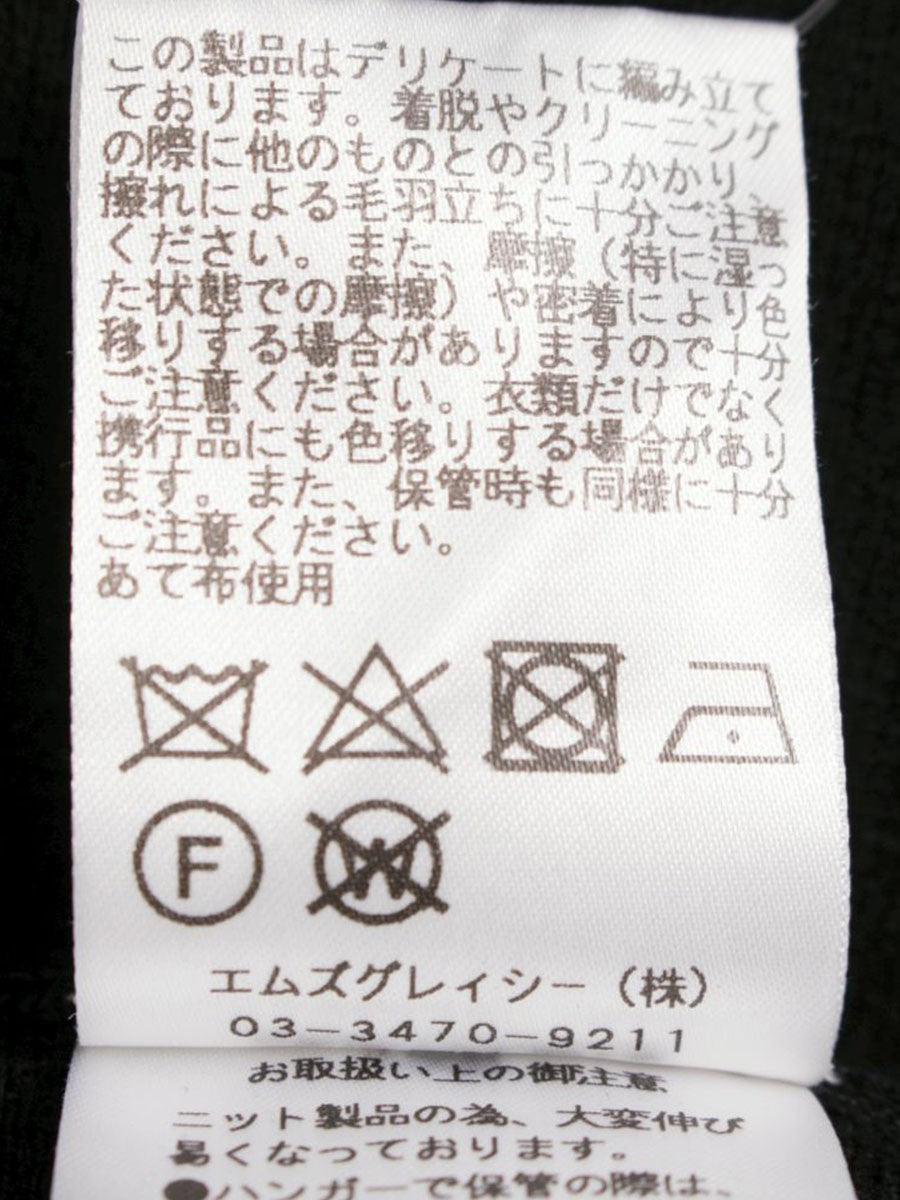 この製品はデリケートに編み立て
ております。着脱やクリーニング
の際に他のものとの引っかかり、
擦れによる毛羽立ちに十分ご注意
ください。また、摩擦(特に湿っ
た状態での摩擦)や密着により色
移りする場合がありますので十分
ご注意ください。衣類だけでなく
携行品にも色移りする場合があり
ます。また、保管時も同様に十分
ご注意ください。
あて布使用
F W
エムズグレイシー(株)
03-3470-9211
お取扱い上の御注意
ニット製品の為、大変伸び
易くなっております。
●ハンガーで保管の際は、